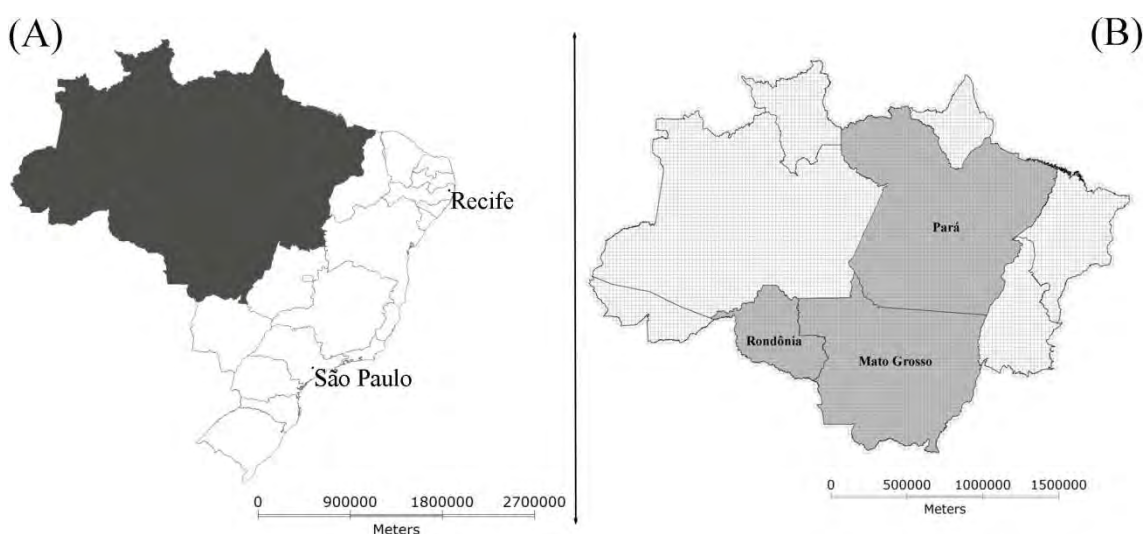 (A)
Recife
São Paulo
0 900000 1800000 2700000
Meters
(B)
Pará
Rondônia
Mato Grosso
0 500000 1000000 1500000
Meters